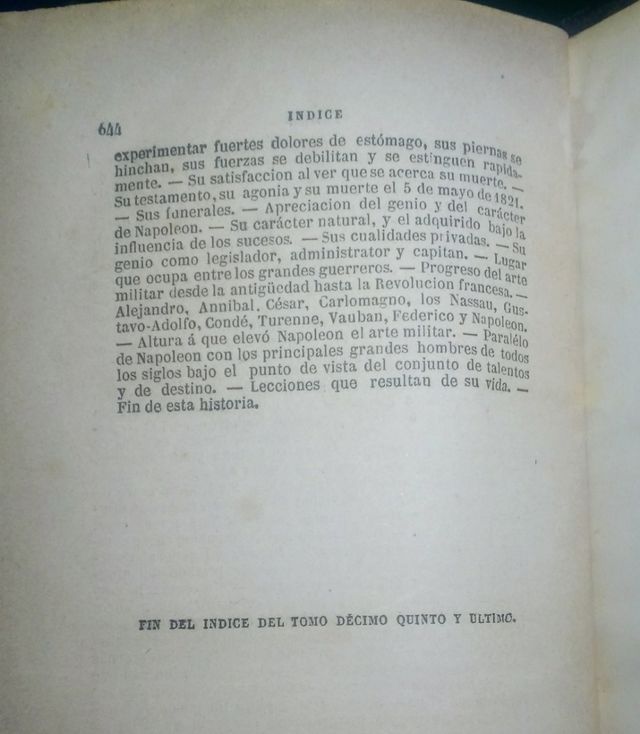 644
INDICE
experimentar fuertes dolores de estómago, sus piernas se
hinchan, sus fuerzas se debilitan y se estinguen rapida-
mente. — Su satisfaccion al ver que se acerca su muerte. —
Su testamento, su agonia y su muerte el 5 de mayo de 1821.
— Sus funerales. — Apreciacion del genio y del carácter
de Napoleon. — Su carácter natural, y el adquirido bajo la
influencia de los sucesos. — Sus cualidades privadas. — Su
genio como legislador, administrator y capitan. — Lugar
que ocupa entre los grandes guerreros. — Progreso del arte
militar desde la antigüedad hasta la Revolucion francesa. —
Alejandro, Annibal, César, Carlomagno, los Nassau, Gus-
tavo-Adolfo, Condé, Turenne, Vauban, Federico y Napoleon.
— Altura á que elevó Napoleon el arte militar. — Paralélo
de Napoleon con los principales grandes hombres de todos
los siglos bajo el punto de vista del conjunto de talentos
y de destino. — Lecciones que resultan de su vida. —
Fin de esta historia.
FIN DEL INDICE DEL TOMO DÉCIMO QUINTO Y ULTIMO.